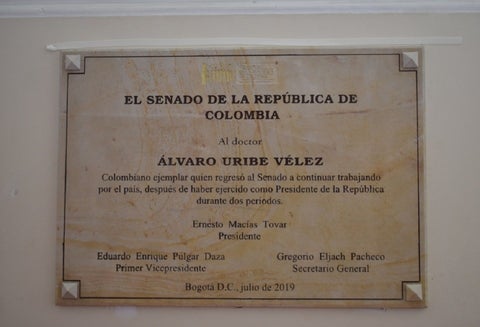 EL SENADO DE LA REPÚBLICA DE
COLOMBIA
Al doctor
ÁLVARO URIBE VÉLEZ
Colombiano ejemplar quien regresó al Senado a continuar trabajando
por el país, después de haber ejercido como Presidente de la República
durante dos periodos.
Ernesto Macías Tovar
Presidente
Eduardo Enrique Pulgar Daza
Primer Vicepresidente
Gregorio Eljach Pacheco
Secretario General
Bogotá D.C., julio de 2019